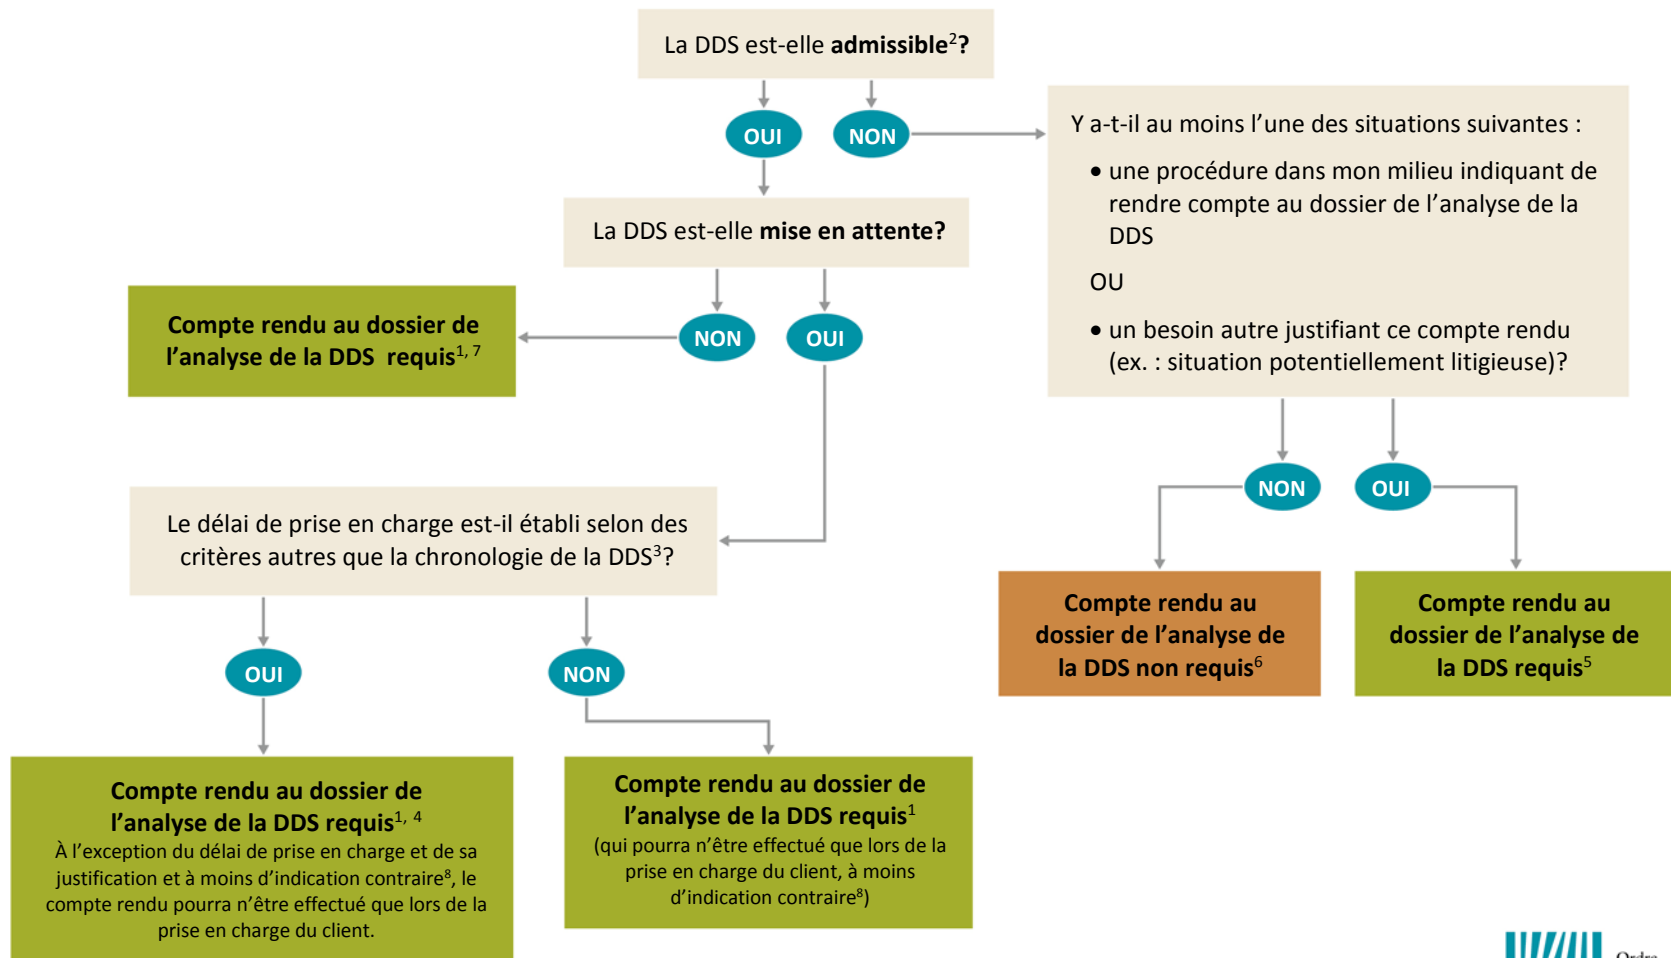 La DDS est-elle admissible²?
OUI
NON
Y a-t-il au moins l’une des situations suivantes :
• une procédure dans mon milieu indiquant de
rendre compte au dossier de l’analyse de la
DDS
OU
• un besoin autre justifiant ce compte rendu
(ex. : situation potentiellement litigieuse)?
La DDS est-elle mise en attente?
NON
OUI
Compte rendu au dossier de
l’analyse de la DDS requis¹, ⁷
NON
OUI
Le délai de prise en charge est-il établi selon des
critères autres que la chronologie de la DDS³?
Compte rendu au
dossier de l’analyse de
la DDS non requis⁶
Compte rendu au
dossier de l’analyse de
la DDS requis⁵
OUI
NON
Compte rendu au dossier de
l’analyse de la DDS requis¹, ⁴
À l’exception du délai de prise en charge et de sa
justification et à moins d’indication contraire⁸, le
compte rendu pourra n’être effectué que lors de la
prise en charge du client.
Compte rendu au dossier de
l’analyse de la DDS requis¹
(qui pourra n’être effectué que lors de la
prise en charge du client, à moins
d’indication contraire⁸)
Ordre